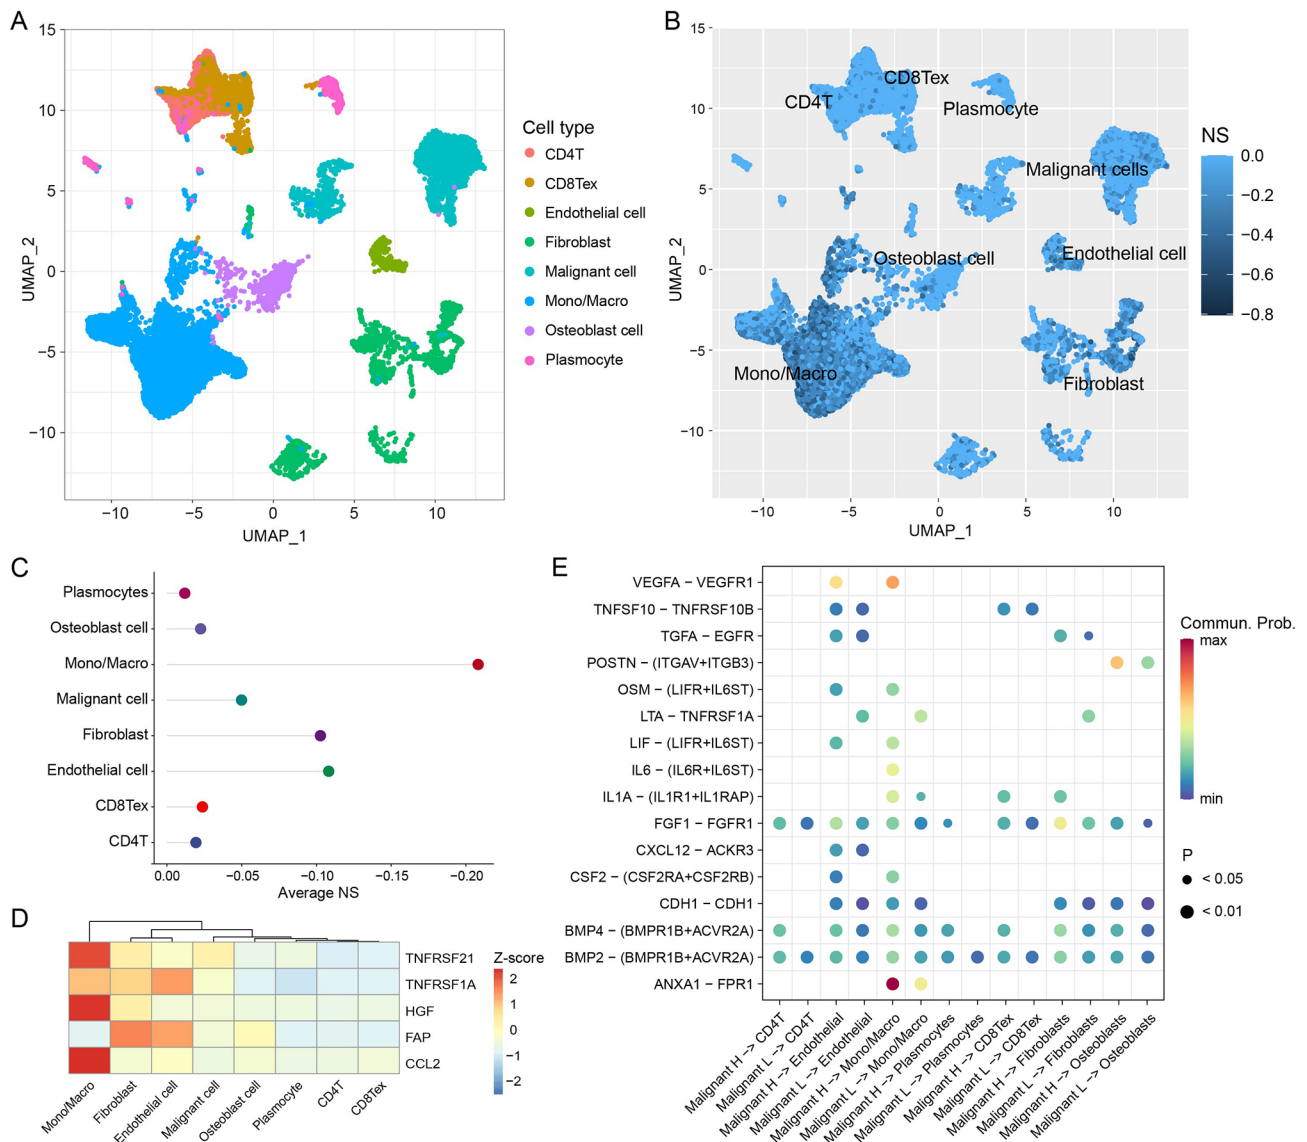 A
15
10
5
0
−5
−10
−10
−5
0
5
10
UMAP_1
UMAP_2
Cell type
CD4T
CD8Tex
Endothelial cell
Fibroblast
Malignant cell
Mono/Macro
Osteoblast cell
Plasmocyte
B
15
10
5
0
−5
−10
−10
−5
0
5
10
UMAP_1
UMAP_2
CD8Tex
CD4T
Plasmocyte
Malignant cells
Osteoblast cell
Endothelial cell
Mono/Macro
Fibroblast
NS
0.0
−0.2
−0.4
−0.6
−0.8
C
Plasmocytes
Osteoblast cell
Mono/Macro
Malignant cell
Fibroblast
Endothelial cell
CD8Tex
CD4T
0.00
−0.05
−0.10
−0.15
−0.20
Average NS
D
TNFRSF21
TNFRSF1A
HGF
FAP
CCL2
Mono/Macro
Fibroblast
Endothelial cell
Malignant cell
Osteoblast cell
Plasmocyte
CD4T
CD8Tex
Z-score
2
1
0
−1
−2
E
VEGFA − VEGFR1
TNFSF10 − TNFRSF10B
TGFA − EGFR
POSTN − (ITGAV+ITGB3)
OSM − (LIFR+IL6ST)
LTA − TNFRSF1A
LIF − (LIFR+IL6ST)
IL6 − (IL6R+IL6ST)
IL1A − (IL1R1+IL1RAP)
FGF1 − FGFR1
CXCL12 − ACKR3
CSF2 − (CSF2RA+CSF2RB)
CDH1 − CDH1
BMP4 − (BMPR1B+ACVR2A)
BMP2 − (BMPR1B+ACVR2A)
ANXA1 − FPR1
Malignant H −> CD4T
Malignant L −> CD4T
Malignant H −> Endothelial
Malignant L −> Endothelial
Malignant H −> Mono/Macro
Malignant L −> Mono/Macro
Malignant H −> Plasmocytes
Malignant L −> Plasmocytes
Malignant H −> CD8Tex
Malignant L −> CD8Tex
Malignant H −> Fibroblasts
Malignant L −> Fibroblasts
Malignant H −> Osteoblasts
Malignant L −> Osteoblasts
Commun. Prob.
max
min
P
< 0.05
< 0.01